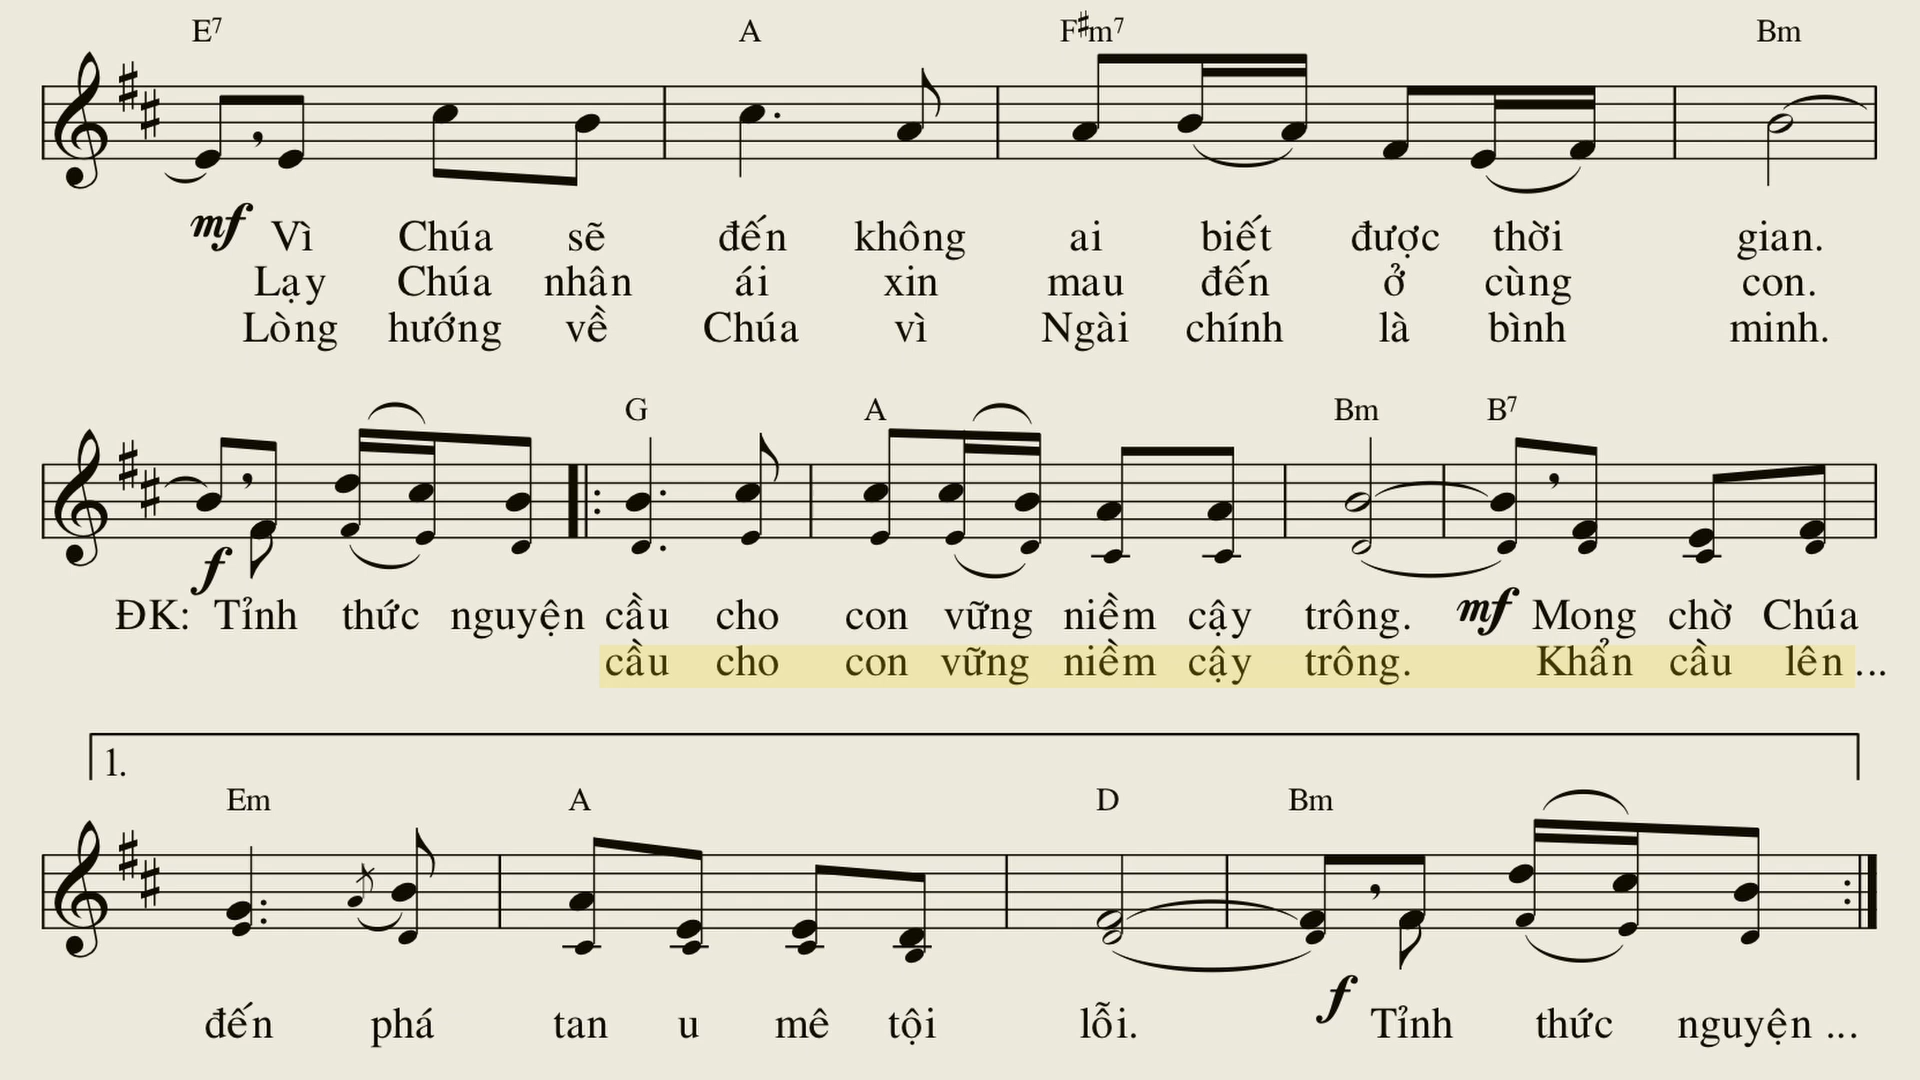 E7 A F♯m7 Bm
mf Vì Chúa sẽ đến không ai biết được thời gian.
Lạy Chúa nhân ái xin mau đến ở cùng con.
Lòng hướng về Chúa vì Ngài chính là bình minh.
G A Bm B7
f mf
ĐK: Tỉnh thức nguyện cầu cho con vững niềm cậy trông. Mong chờ Chúa
cầu cho con vững niềm cậy trông. Khẩn cầu lên ...
1.
Em A D Bm
f
đến phá tan u mê tội lỗi. Tỉnh thức nguyện ...